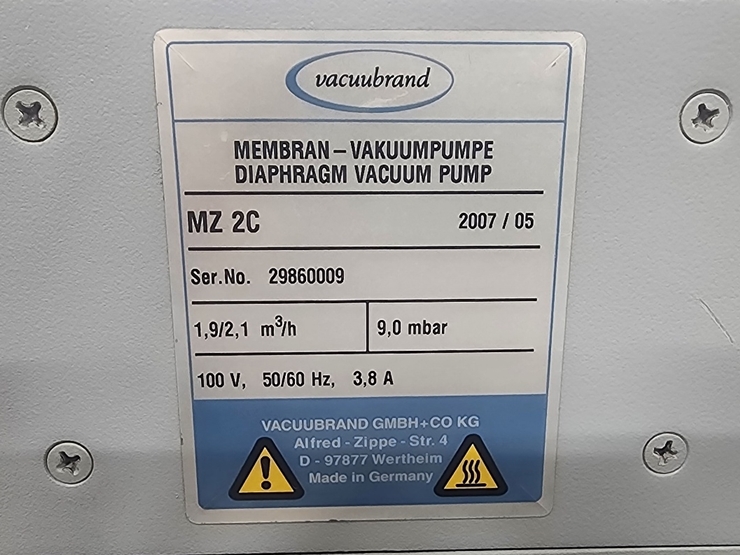 vacuubrand
MEMBRAN – VAKUUMPUMPE
DIAPHRAGM VACUUM PUMP
MZ 2C 2007 / 05
Ser.No. 29860009
1,9/2,1 m³/h 9,0 mbar
100 V, 50/60 Hz, 3,8 A
VACUUBRAND GMBH+CO KG
Alfred - Zippe - Str. 4
D - 97877 Wertheim
Made in Germany